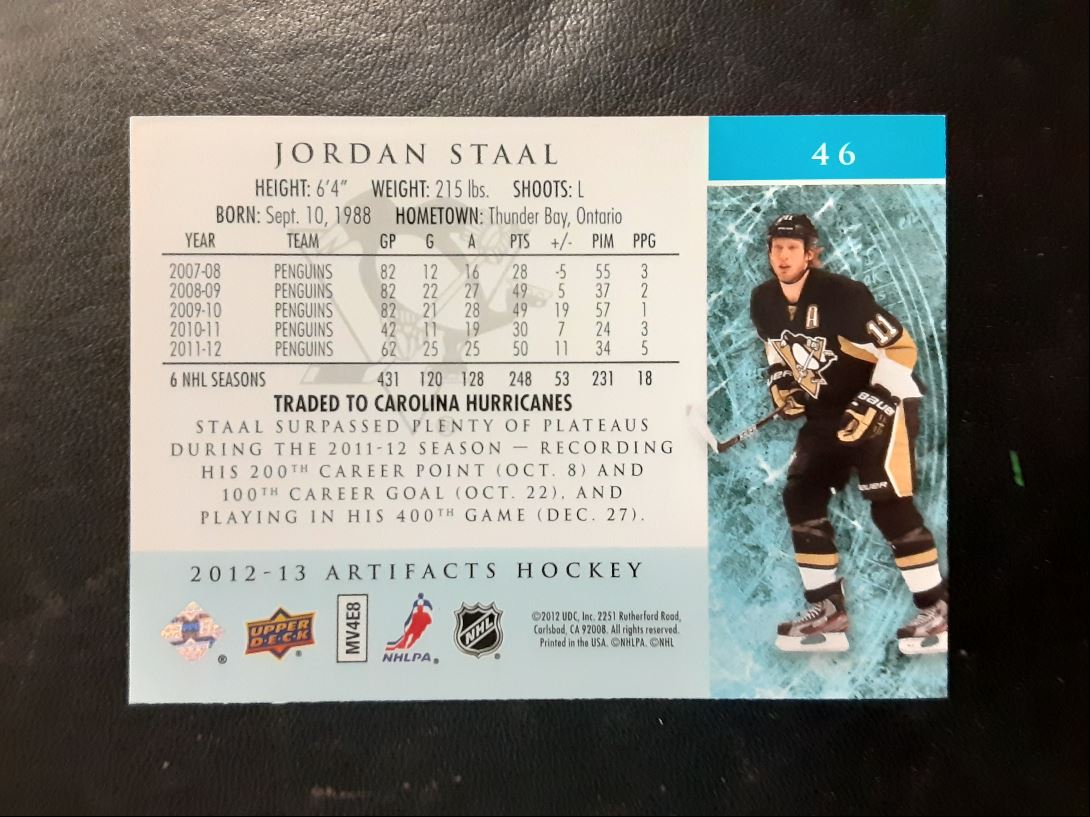 JORDAN STAAL
46
HEIGHT: 6'4" WEIGHT: 215 lbs. SHOOTS: L
BORN: Sept. 10, 1988 HOMETOWN: Thunder Bay, Ontario
YEAR TEAM GP G A PTS +/- PIM PPG
2007-08 PENGUINS 82 12 16 28 -5 55 3
2008-09 PENGUINS 82 22 27 49 5 37 2
2009-10 PENGUINS 82 21 28 49 19 57 1
2010-11 PENGUINS 42 11 19 30 7 24 3
2011-12 PENGUINS 62 25 25 50 11 34 5
6 NHL SEASONS 431 120 128 248 53 231 18
TRADED TO CAROLINA HURRICANES
STAAL SURPASSED PLENTY OF PLATEAUS
DURING THE 2011-12 SEASON — RECORDING
HIS 200TH CAREER POINT (OCT. 8) AND
100TH CAREER GOAL (OCT. 22), AND
PLAYING IN HIS 400TH GAME (DEC. 27).
A
11
BAUER
2012-13 ARTIFACTS HOCKEY
®
UPPER
D·E·C·K
®
MV4E8
NHLPA®
NHL
®
©2012 UDC, Inc. 2251 Rutherford Road,
Carlsbad, CA 92008. All rights reserved.
Printed in the USA. ©NHLPA. ©NHL